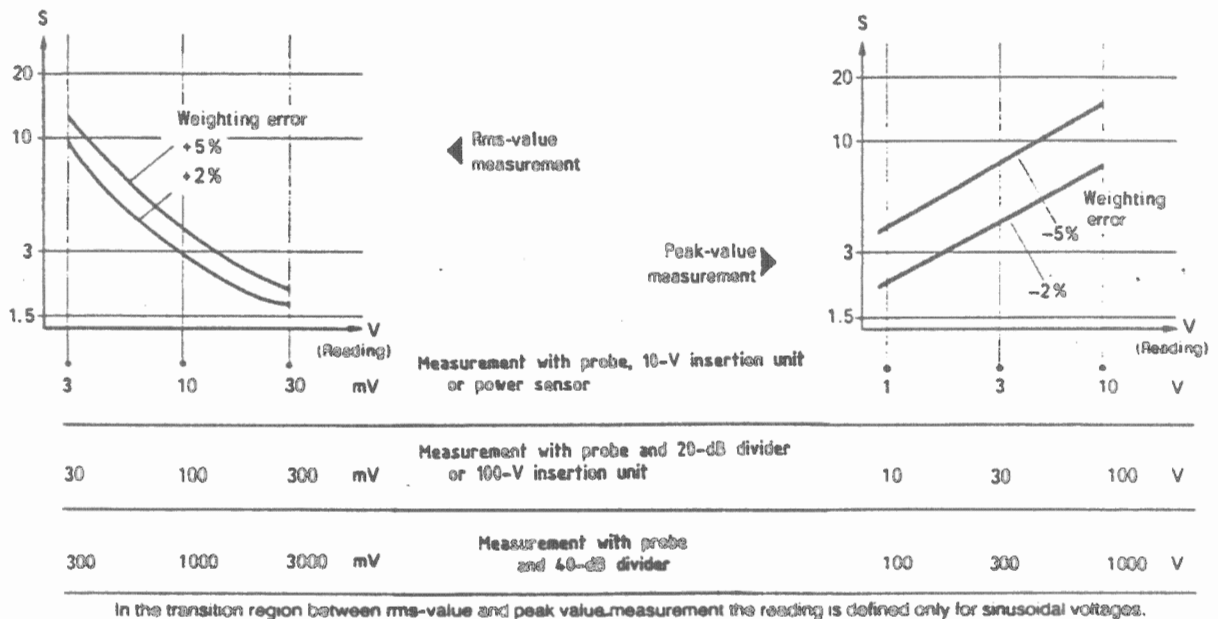 S
20
10
3
1.5
Weighting error
+5%
+2%
V
(Reading)
Rms-value
measurement
Peak-value
measurement
S
20
10
3
1.5
Weighting
error
-5%
-2%
V
(Reading)
3 10 30 mV
Measurement with probe, 10-V insertion unit
or power sensor
1 3 10 V
30 100 300 mV
Measurement with probe and 20-dB divider
or 100-V insertion unit
10 30 100 V
300 1000 3000 mV
Measurement with probe
and 40-dB divider
100 300 1000 V
In the transition region between rms-value and peak value measurement the reading is defined only for sinusoidal voltages.